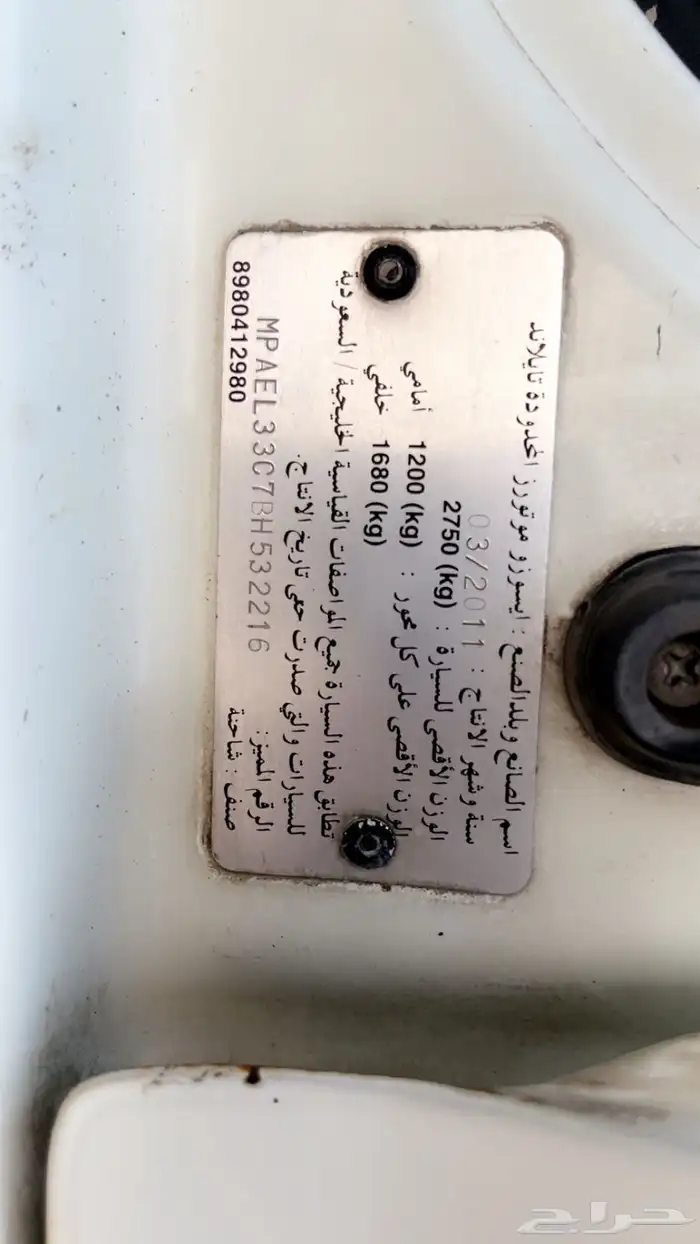 اسم الصانع وبلد الصنع : ايسوزو موتورز المحدودة تايلاند
سنة وشهر الانتاج : 03/2011
الوزن الأقصى للسيارة : 2750 (kg)
الوزن الأقصى على كل محور : 1200 (kg) أمامي
1680 (kg) خلفي
تطابق هذه السيارة جميع المواصفات القياسية الخليجية / السعودية
للسيارات والتي صدرت حتى تاريخ الانتاج.
الرقم المميز: MPAEL33C7BH532216
صنف : شاحنة 8980412980
حراج